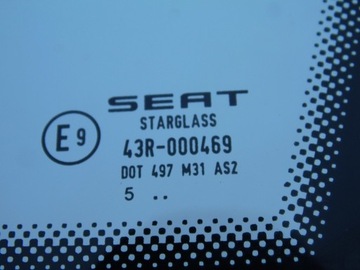 SEAT
STARGLASS
E9 43R-000469
DOT 497 M31 AS2
5 ..